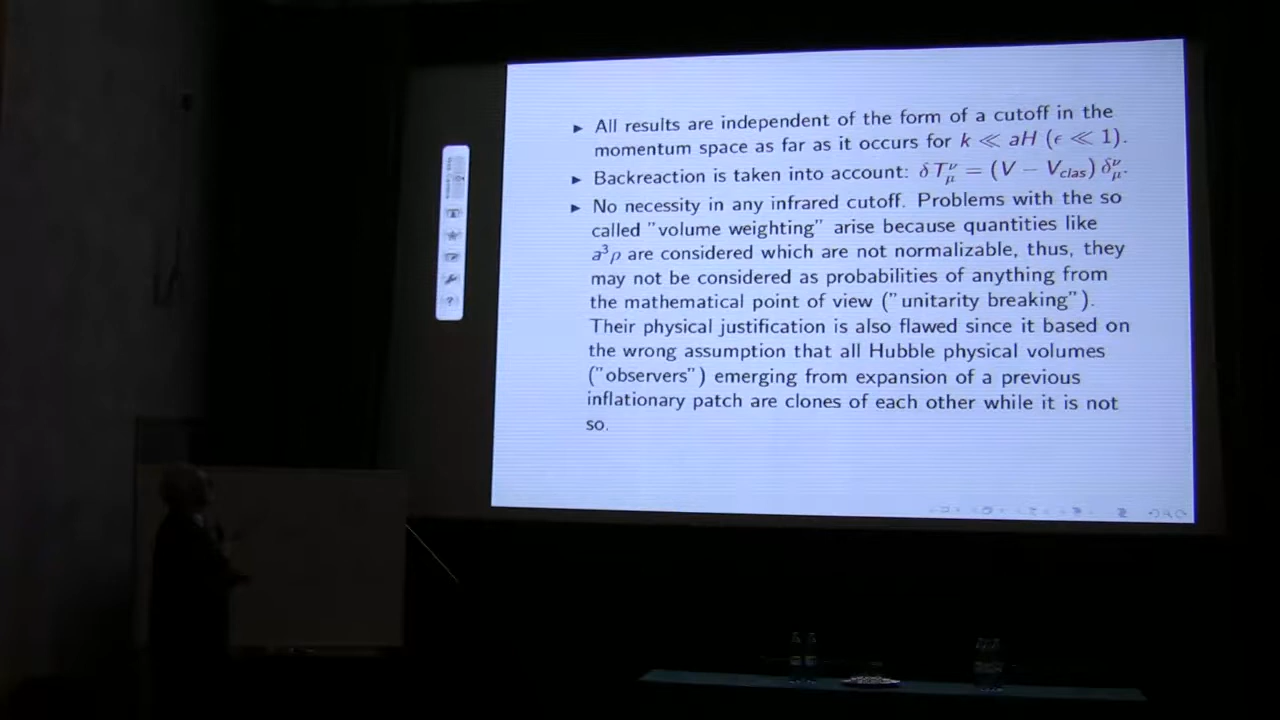 ▶ All results are independent of the form of a cutoff in the
momentum space as far as it occurs for k ≪ aH (ϵ ≪ 1).
▶ Backreaction is taken into account: δT^ν_μ = (V − V_clas) δ^ν_μ.
▶ No necessity in any infrared cutoff. Problems with the so
called "volume weighting" arise because quantities like
a³ρ are considered which are not normalizable, thus, they
may not be considered as probabilities of anything from
the mathematical point of view ("unitarity breaking").
Their physical justification is also flawed since it based on
the wrong assumption that all Hubble physical volumes
("observers") emerging from expansion of a previous
inflationary patch are clones of each other while it is not
so.